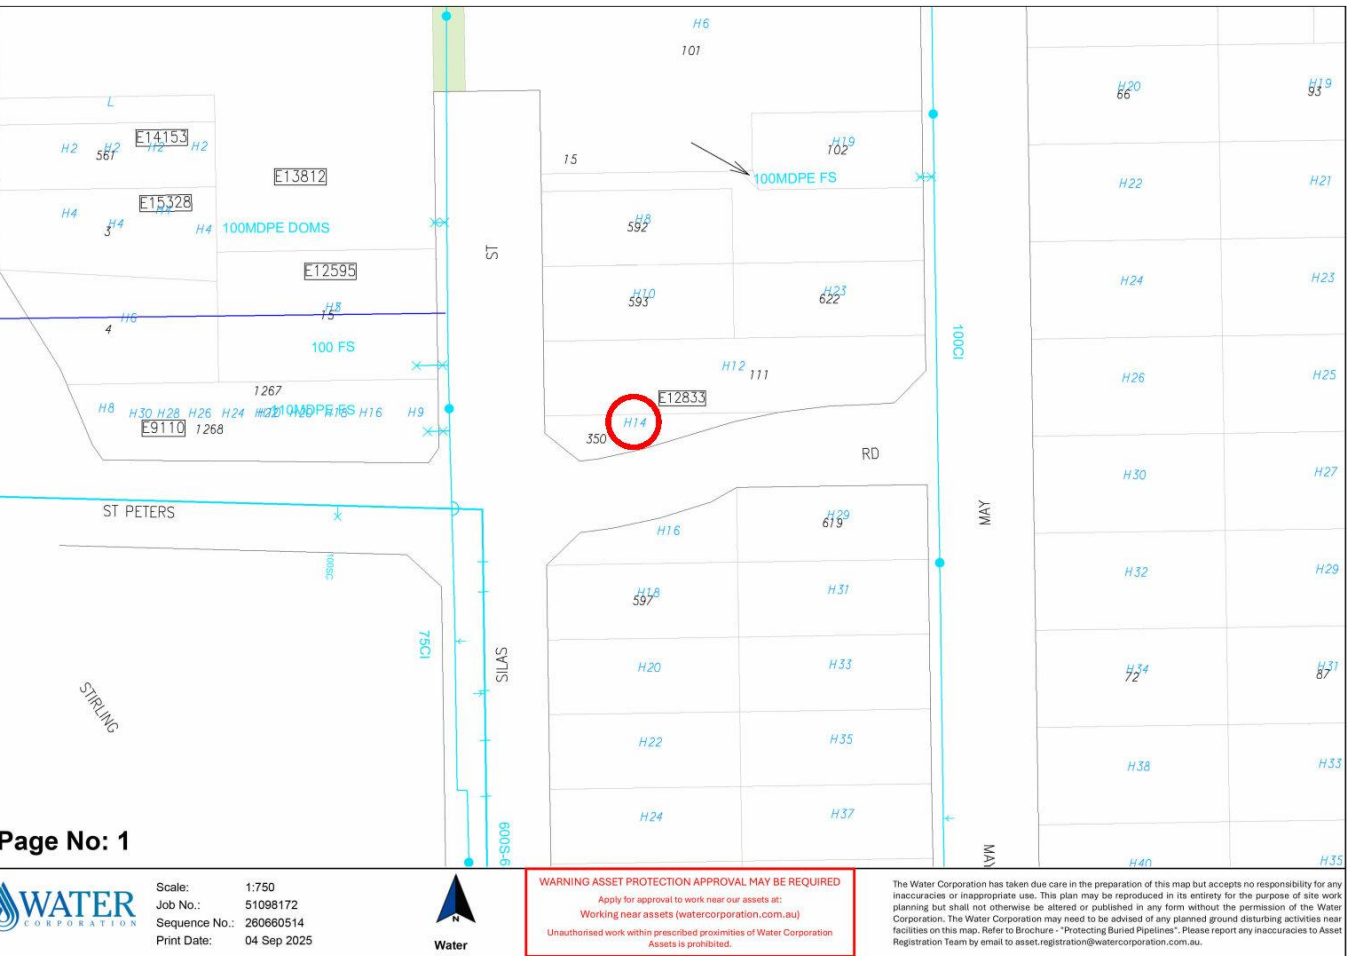 H6
101
H20
66
H19
93
L
E14153
H2 H2 H2 H2
561
E13812
15
H19
102
100MDPE FS
H22
H21
E15328
H4 H4 H4 H4
3
100MDPE DOMS
H8
592
ST
E12595
H10
593
H23
622
H24
H23
H6
4
15
100 FS
100CI
H12
111
H26
H25
1267
E12833
H8 H30 H28 H26 H24 110MDPE FS H16 H9
E9110
1268
H14
350
RD
H30
H27
ST PETERS
MAY
H16
H29
619
100SC
H32
H29
H18
597
H31
75CI
SILAS
H20
H33
H34
72
H31
87
STIRLING
H22
H35
H38
H33
H24
H37
600S-6
MAY
H40
H35
Page No: 1
WATER
CORPORATION
Scale: 1:750
Job No.: 51098172
Sequence No.: 260660514
Print Date: 04 Sep 2025
N
Water
WARNING ASSET PROTECTION APPROVAL MAY BE REQUIRED
Apply for approval to work near our assets at:
Working near assets (watercorporation.com.au)
Unauthorised work within prescribed proximities of Water Corporation
Assets is prohibited.
The Water Corporation has taken due care in the preparation of this map but accepts no responsibility for any
inaccuracies or inappropriate use. This plan may be reproduced in its entirety for the purpose of site work
planning but shall not otherwise be altered or published in any form without the permission of the Water
Corporation. The Water Corporation may need to be advised of any planned ground disturbing activities near
facilities on this map. Refer to Brochure - "Protecting Buried Pipelines". Please report any inaccuracies to Asset
Registration Team by email to asset.registration@watercorporation.com.au.